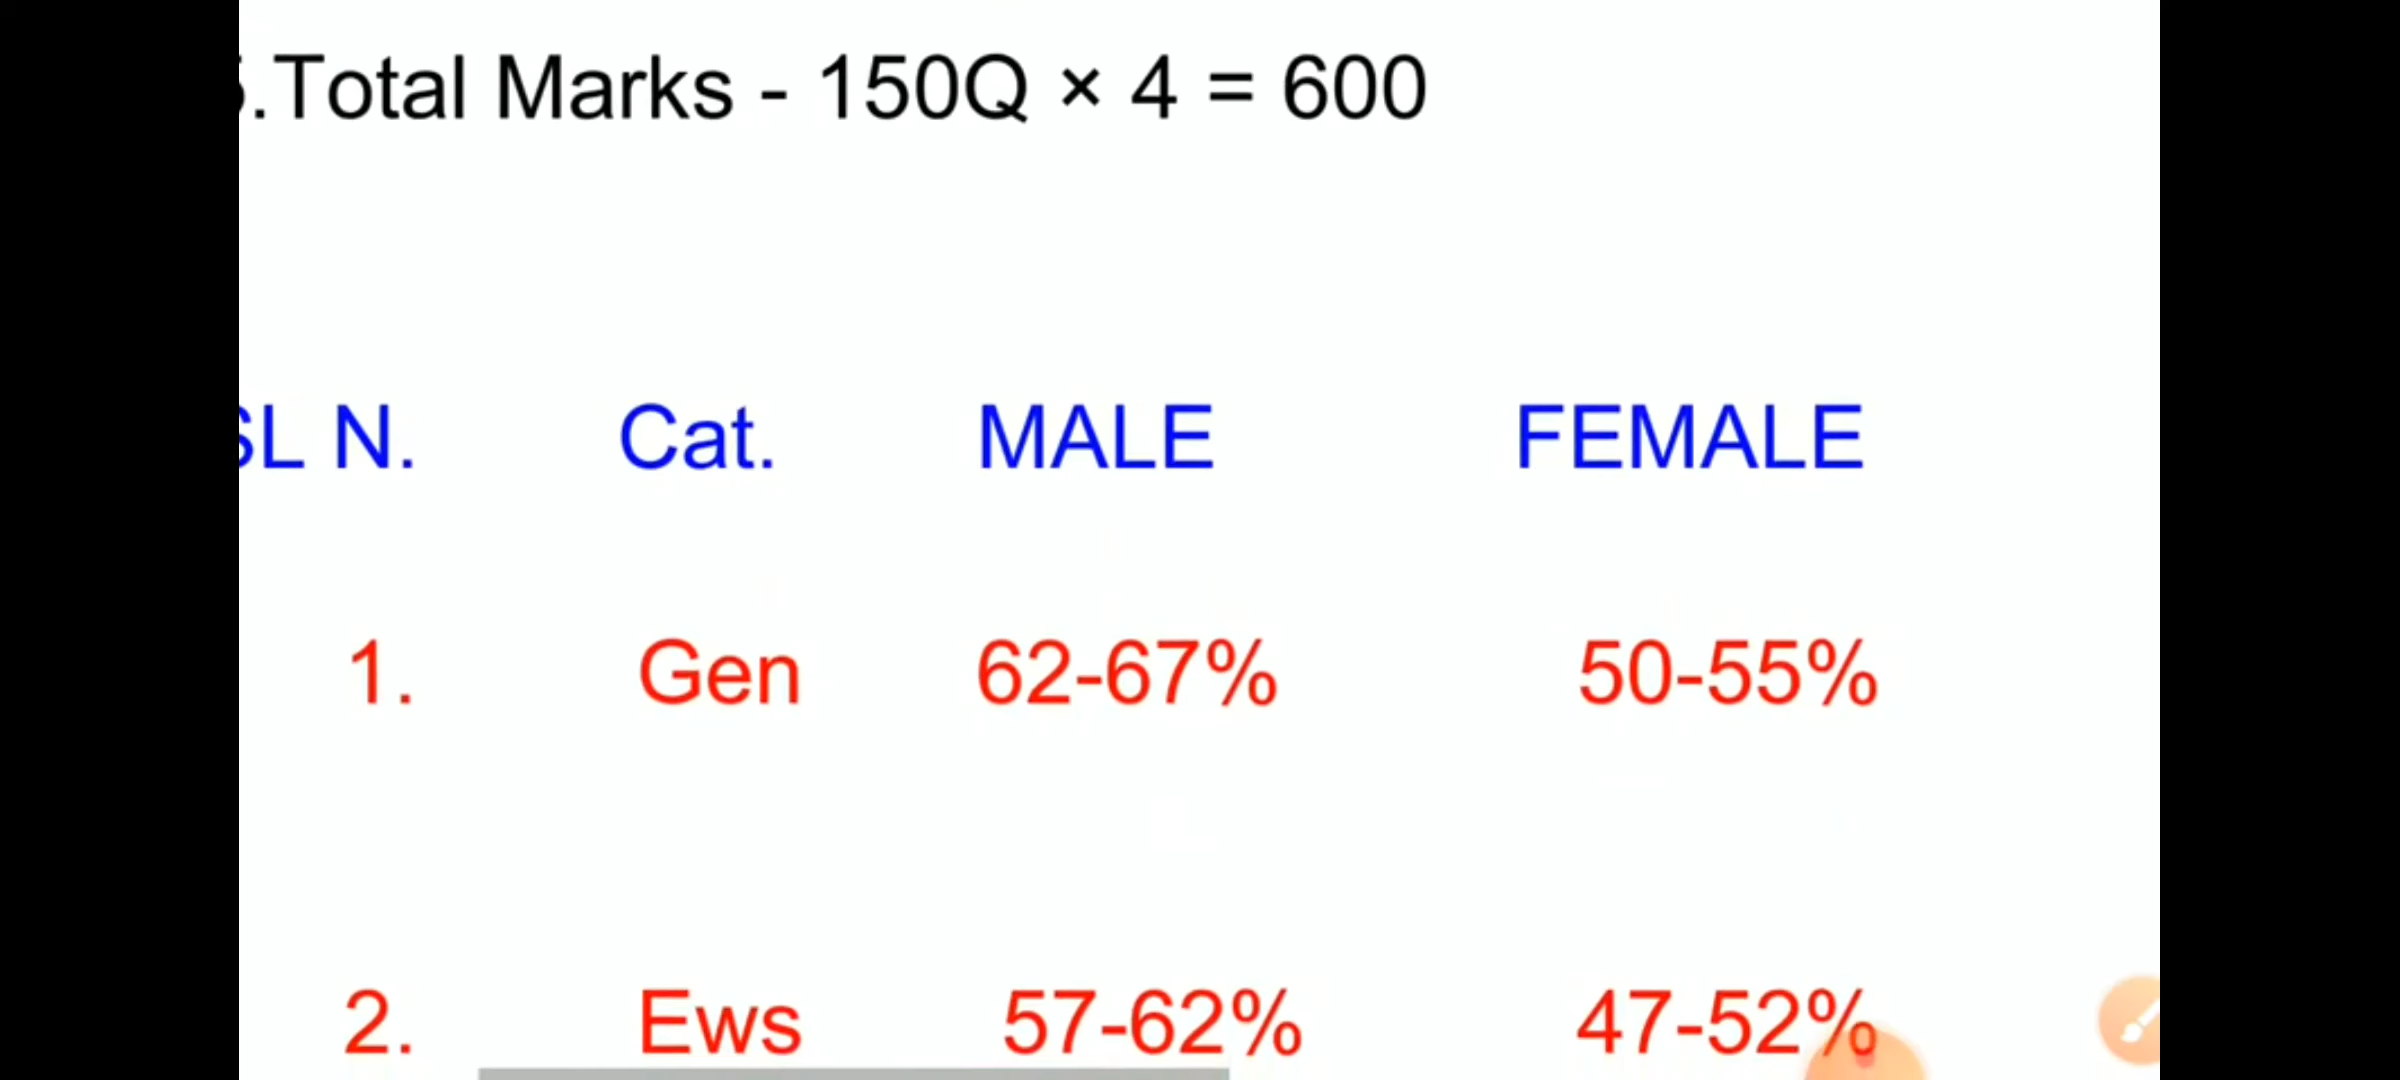 .Total Marks - 150Q × 4 = 600
SL N. Cat. MALE FEMALE
1. Gen 62-67% 50-55%
2. Ews 57-62% 47-52%